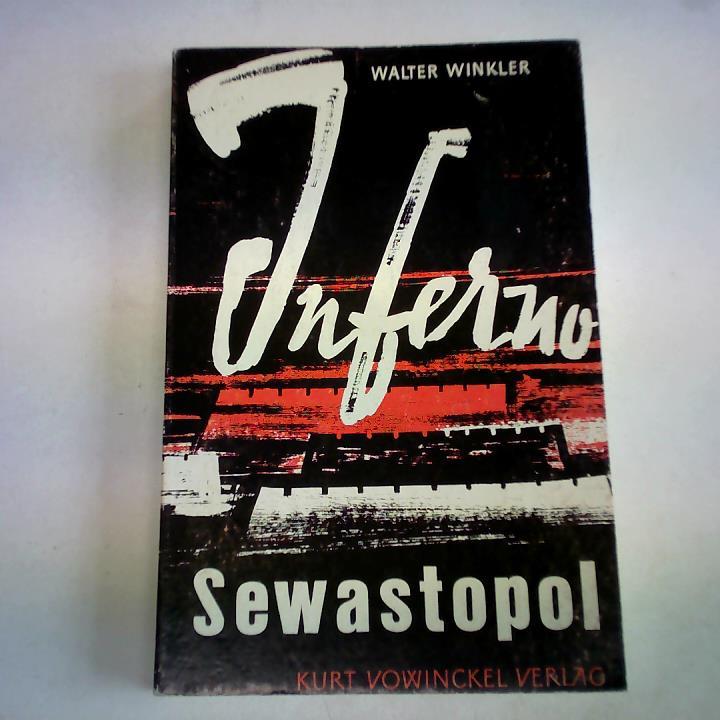 WALTER WINKLER
Inferno
Sewastopol
KURT VOWINCKEL VERLAG